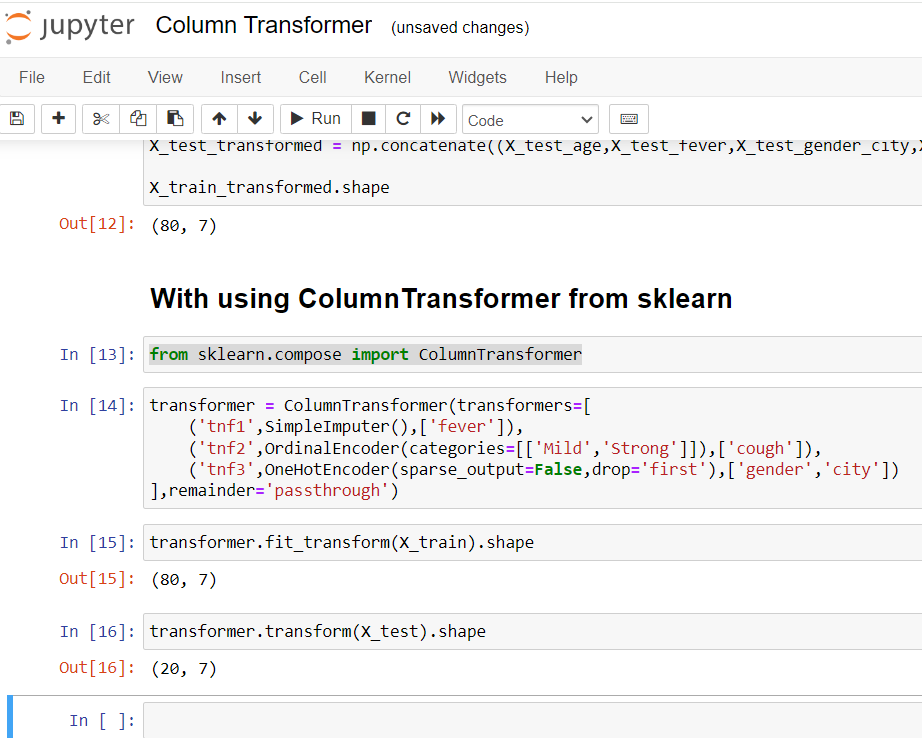 jupyter Column Transformer (unsaved changes)
File Edit View Insert Cell Kernel Widgets Help
Run Code
X_test_transformed = np.concatenate((X_test_age,X_test_fever,X_test_gender_city,
X_train_transformed.shape
Out[12]: (80, 7)
With using ColumnTransformer from sklearn
In [13]: from sklearn.compose import ColumnTransformer
In [14]: transformer = ColumnTransformer(transformers=[
('tnf1',SimpleImputer(),['fever']),
('tnf2',OrdinalEncoder(categories=[['Mild','Strong']]),['cough']),
('tnf3',OneHotEncoder(sparse_output=False,drop='first'),['gender','city'])
],remainder='passthrough')
In [15]: transformer.fit_transform(X_train).shape
Out[15]: (80, 7)
In [16]: transformer.transform(X_test).shape
Out[16]: (20, 7)
In [ ]: